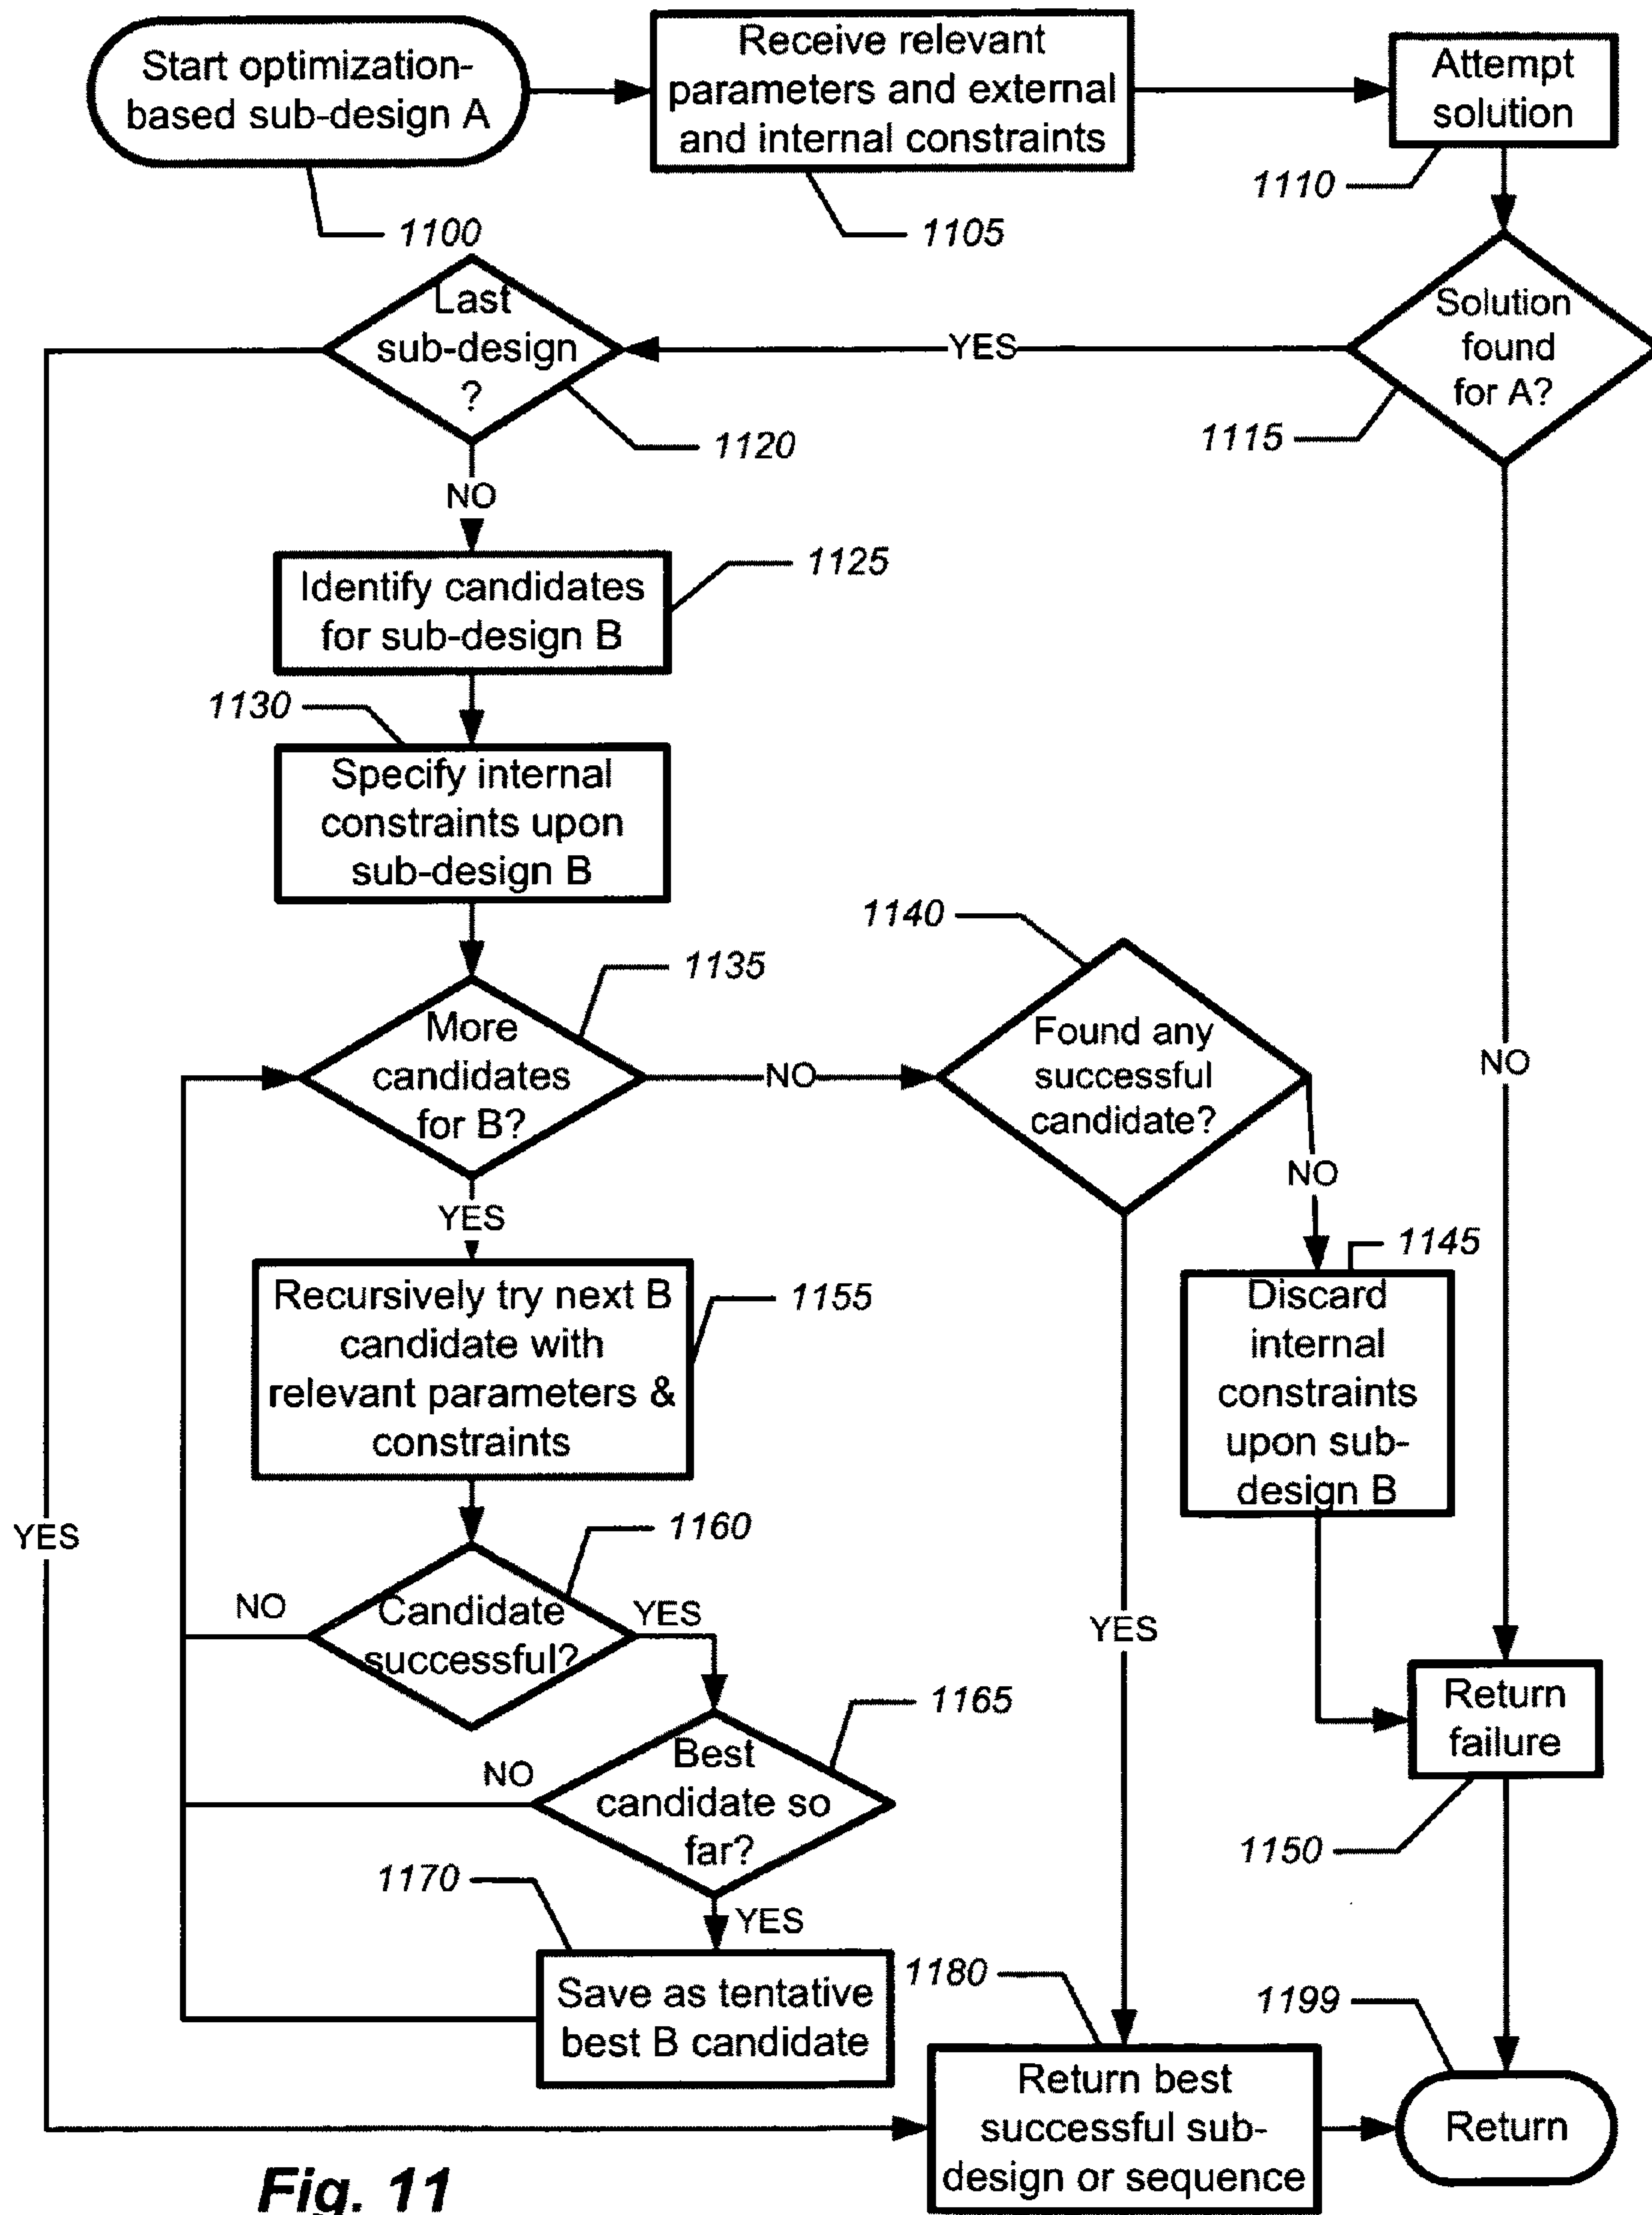 Start optimization-
based sub-design A
1100
Receive relevant
parameters and external
and internal constraints
1105
Attempt
solution
1110
Solution
found
for A?
1115
YES
NO
Last
sub-design
?
1120
YES
NO
Identify candidates
for sub-design B
1125
1130
Specify internal
constraints upon
sub-design B
1135
More
candidates
for B?
NO
YES
1140
Found any
successful
candidate?
NO
YES
1145
Discard
internal
constraints
upon sub-
design B
Recursively try next B
candidate with
relevant parameters &
constraints
1155
1160
Candidate
successful?
NO
YES
1165
Best
candidate so
far?
NO
YES
1170
Save as tentative
best B candidate
Return
failure
1150
1180
Return best
successful sub-
design or sequence
1199
Return
Fig. 11